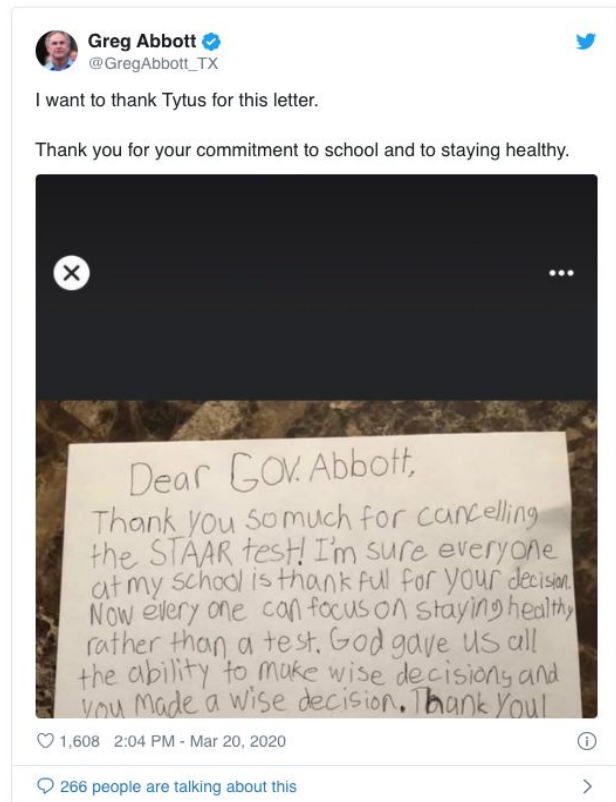 Greg Abbott
@GregAbbott_TX
I want to thank Tytus for this letter.
Thank you for your commitment to school and to staying healthy.
Dear GOV. Abbott,
Thank you so much for cancelling
the STAAR test! I'm sure everyone
at my school is thankful for your decision.
Now every one can focus on staying healthy
rather than a test. God gave us all
the ability to make wise decisions and
you made a wise decision. Thank you!
1,608 2:04 PM - Mar 20, 2020
266 people are talking about this